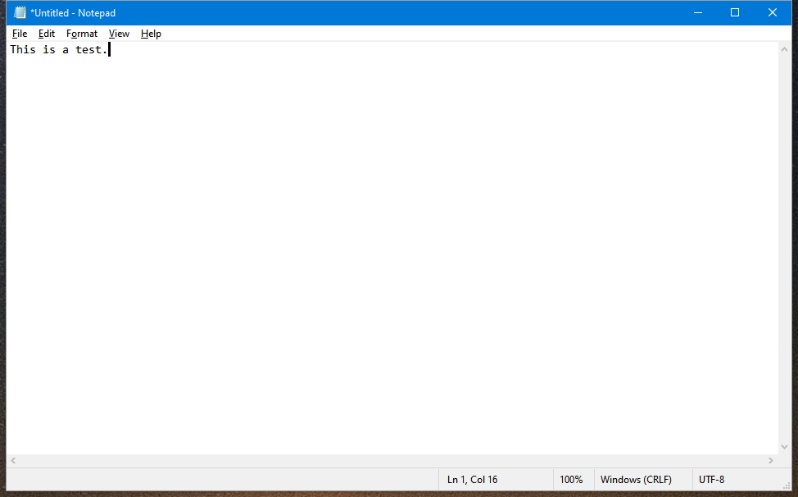 *Untitled - Notepad
File Edit Format View Help
This is a test.
Ln 1, Col 16 100% Windows (CRLF) UTF-8